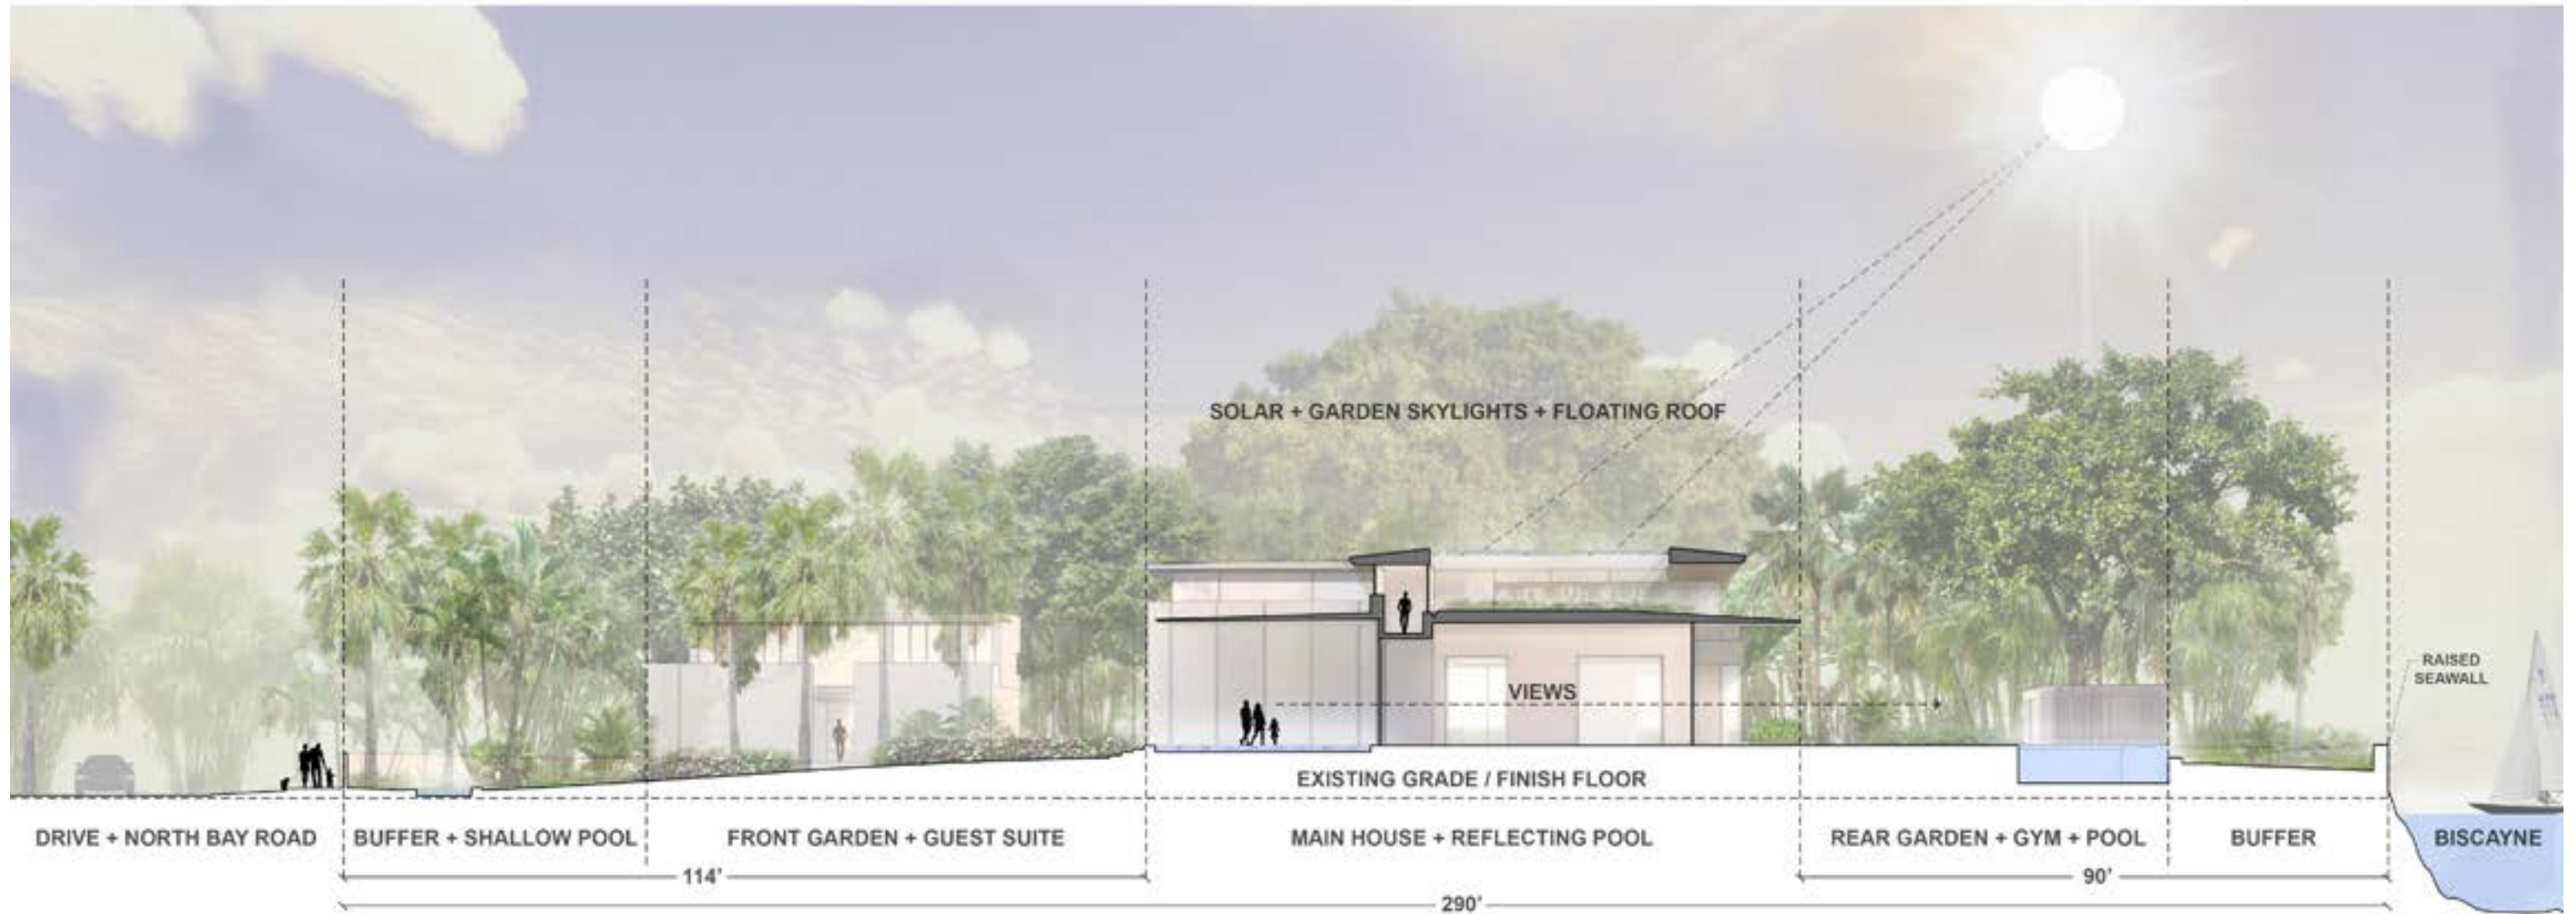 SOLAR + GARDEN SKYLIGHTS + FLOATING ROOF
RAISED
SEAWALL
VIEWS
EXISTING GRADE / FINISH FLOOR
DRIVE + NORTH BAY ROAD
BUFFER + SHALLOW POOL
FRONT GARDEN + GUEST SUITE
MAIN HOUSE + REFLECTING POOL
REAR GARDEN + GYM + POOL
BUFFER
BISCAYNE
114'
90'
290'